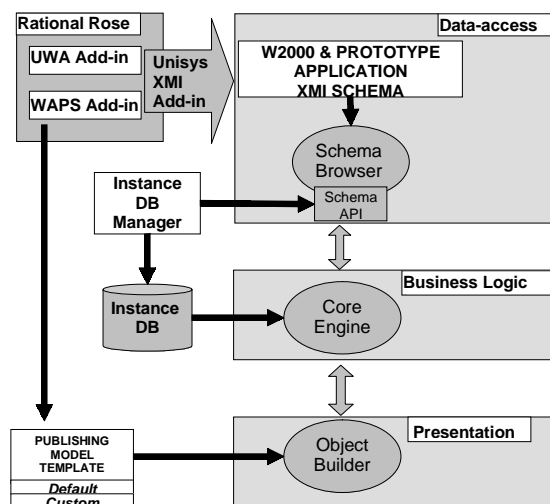 Rational Rose
UWA Add-in
WAPS Add-in
Unisys
XMI
Add-in
Data-access
W2000 & PROTOTYPE
APPLICATION
XMI SCHEMA
Schema
Browser
Schema
API
Instance
DB
Manager
Instance
DB
Business Logic
Core
Engine
Presentation
Object
Builder
PUBLISHING
MODEL
TEMPLATE
Default
Custom